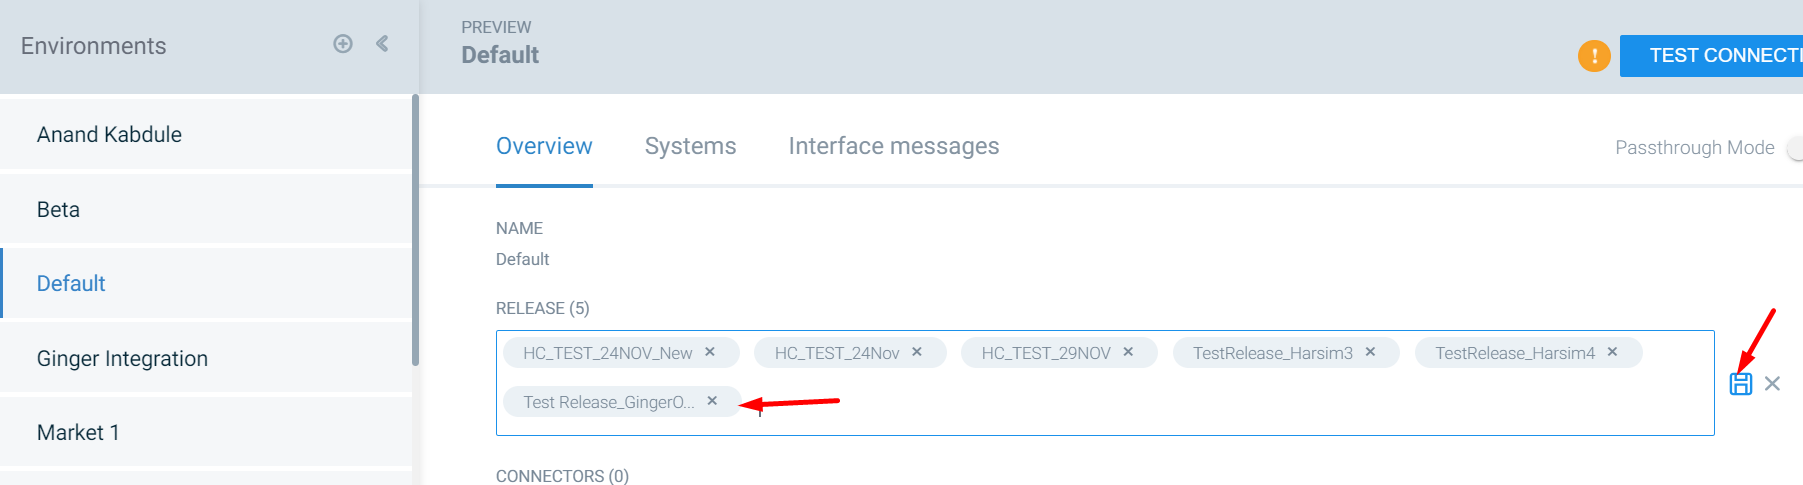 Environments
PREVIEW
Default
TEST CONNECTI
Anand Kabdule
Beta
Default
Ginger Integration
Market 1
Overview Systems Interface messages
Passthrough Mode
NAME
Default
RELEASE (5)
HC_TEST_24NOV_New × HC_TEST_24Nov × HC_TEST_29NOV × TestRelease_Harsim3 × TestRelease_Harsim4 ×
Test Release_GingerO... ×
CONNECTORS (0)